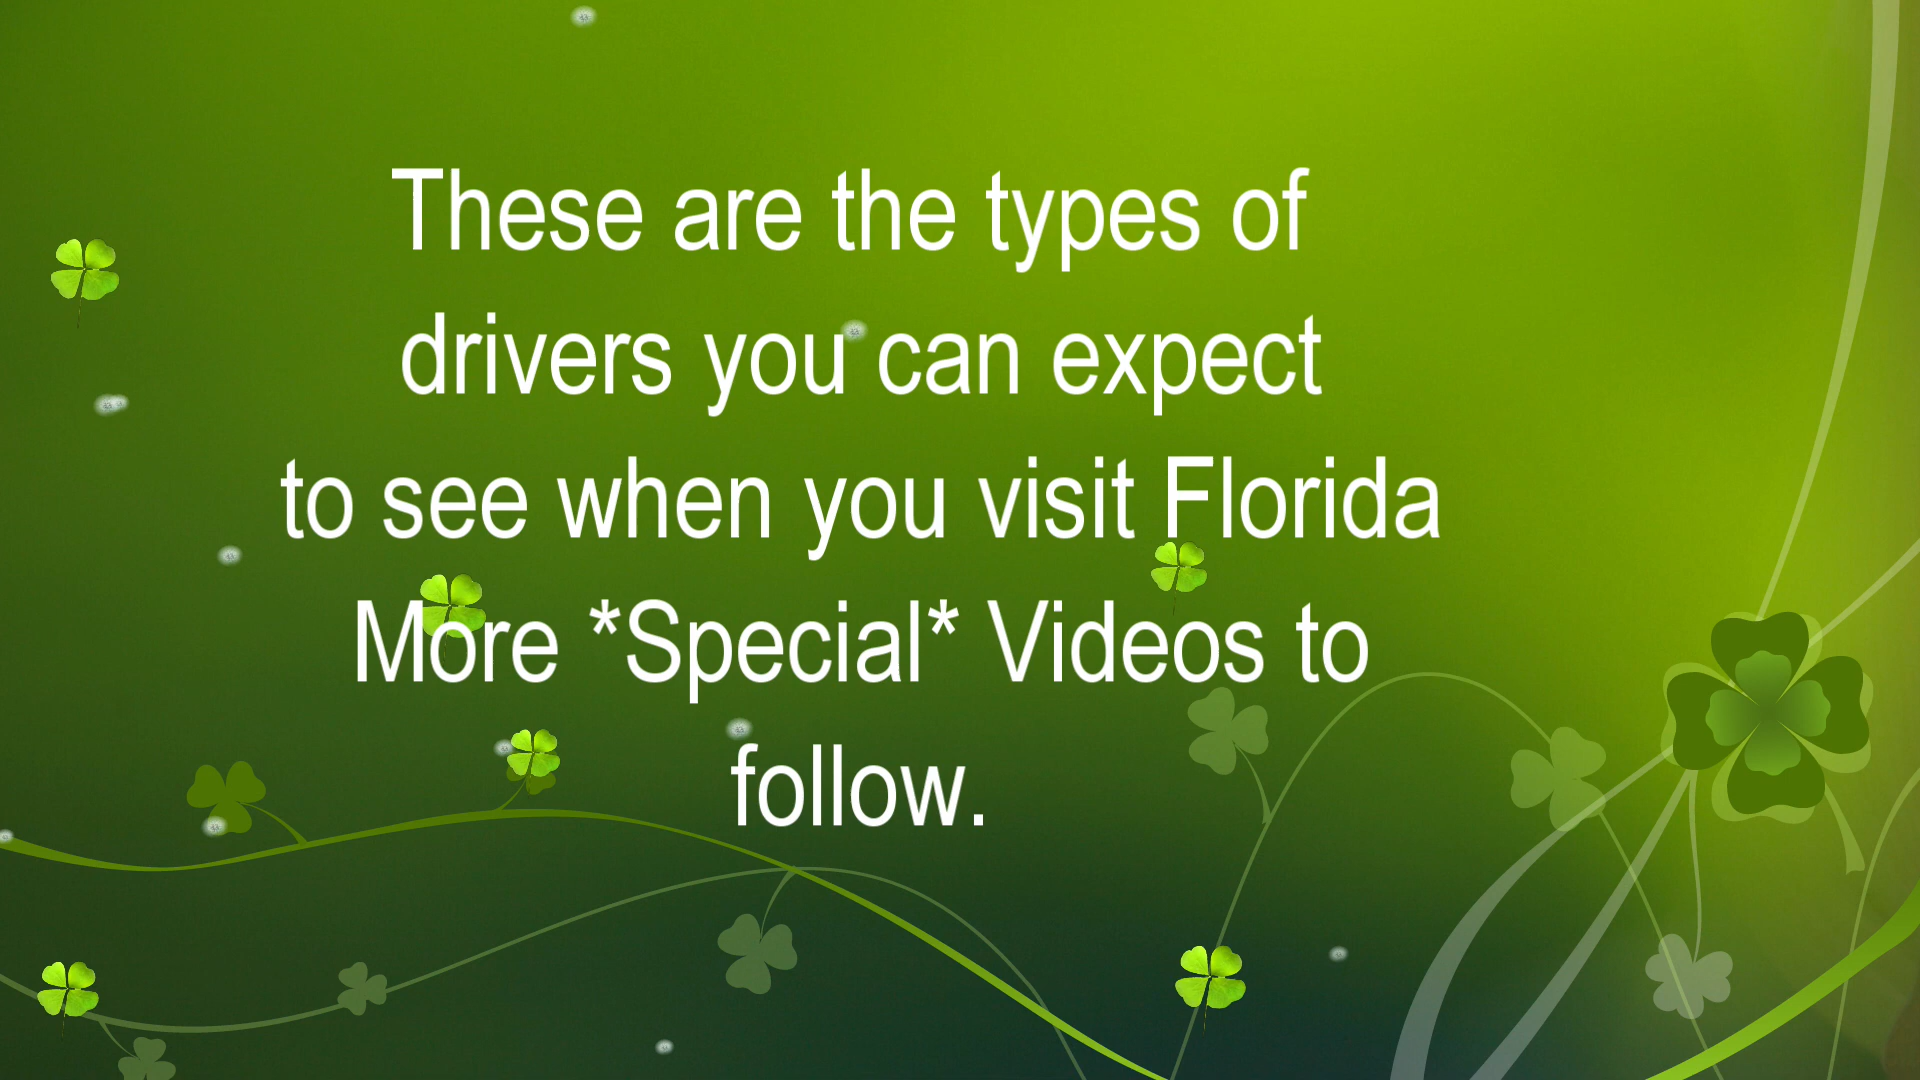 These are the types of
drivers you can expect
to see when you visit Florida
More *Special* Videos to
follow.